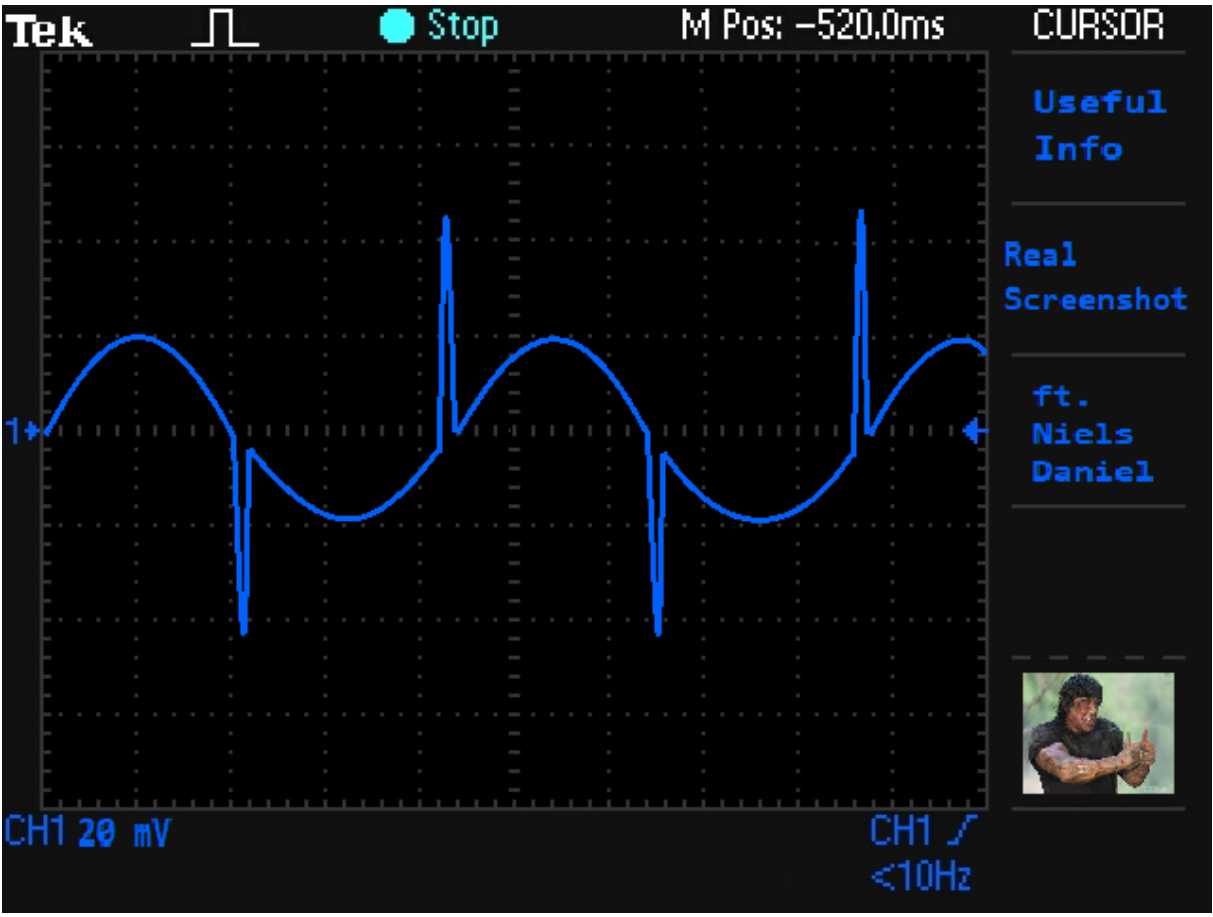 Tek Stop M Pos: −520.0ms CURSOR
Useful
Info
Real
Screenshot
ft.
Niels
Daniel
1
CH1 20 mV CH1
<10Hz